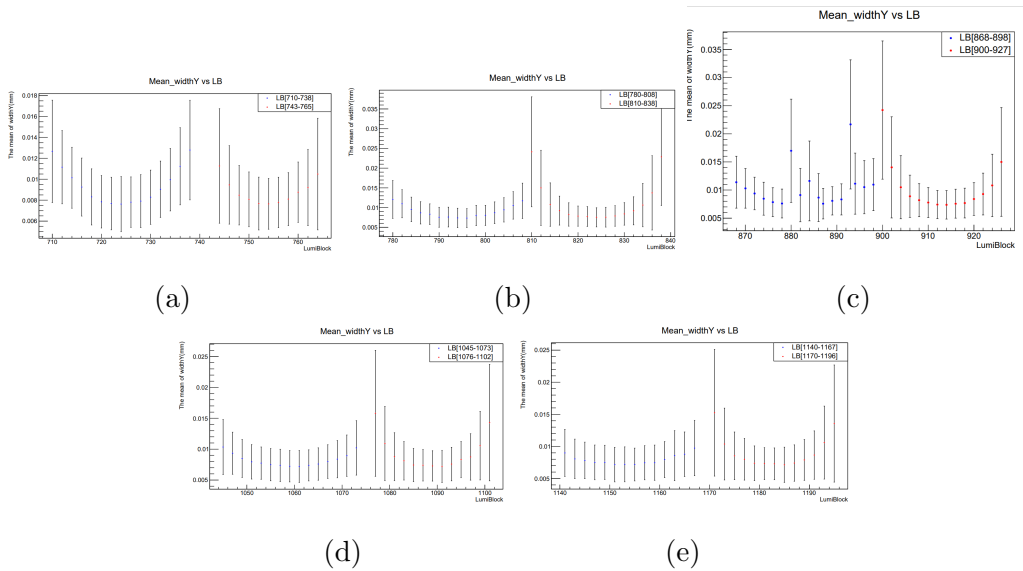 Mean_widthY vs LB
The mean of widthY(mm)
0.018
0.016
0.014
0.012
0.01
0.008
0.006
LB[710-738]
LB[743-765]
710 720 730 740 750 760
LumiBlock
(a)
Mean_widthY vs LB
The mean of widthY(mm)
0.035
0.03
0.025
0.02
0.015
0.01
0.005
LB[780-808]
LB[810-838]
780 790 800 810 820 830 840
LumiBlock
(b)
Mean_widthY vs LB
mean or widthY(mm)
0.035
0.03
0.025
0.02
0.015
0.01
0.005
LB[868-898]
LB[900-927]
870 880 890 900 910 920
LumiBlock
(c)
Mean_widthY vs LB
The mean of widthY(mm)
0.025
0.02
0.015
0.01
0.005
LB[1045-1073]
LB[1076-1102]
1050 1060 1070 1080 1090 1100
LumiBlock
(d)
Mean_widthY vs LB
The mean of widthY(mm)
0.025
0.02
0.015
0.01
0.005
LB[1140-1167]
LB[1170-1196]
1140 1150 1160 1170 1180 1190
LumiBlock
(e)